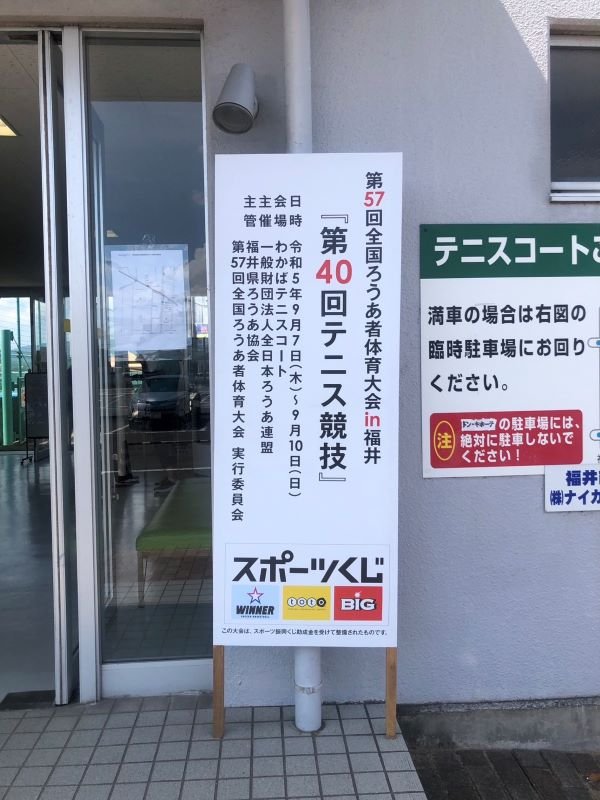 第57回全国ろうあ者体育大会in福井
『第40回テニス競技』
日時 令和5年9月7日(木)～9月10日(日)
会場 わかばテニスコート
主催 一般財団法人全日本ろうあ連盟
主管 福井県ろうあ協会
第57回全国ろうあ者体育大会 実行委員会
スポーツくじ
WINNER
toto
BIG
この大会は、スポーツ振興くじ助成金を受けて整備されたものです。
テニスコートご
満車の場合は右図の
臨時駐車場にお回り
ください。
注
ドン・キホーテの駐車場には、
絶対に駐車しないで
ください！
福井
㈱ナイガ